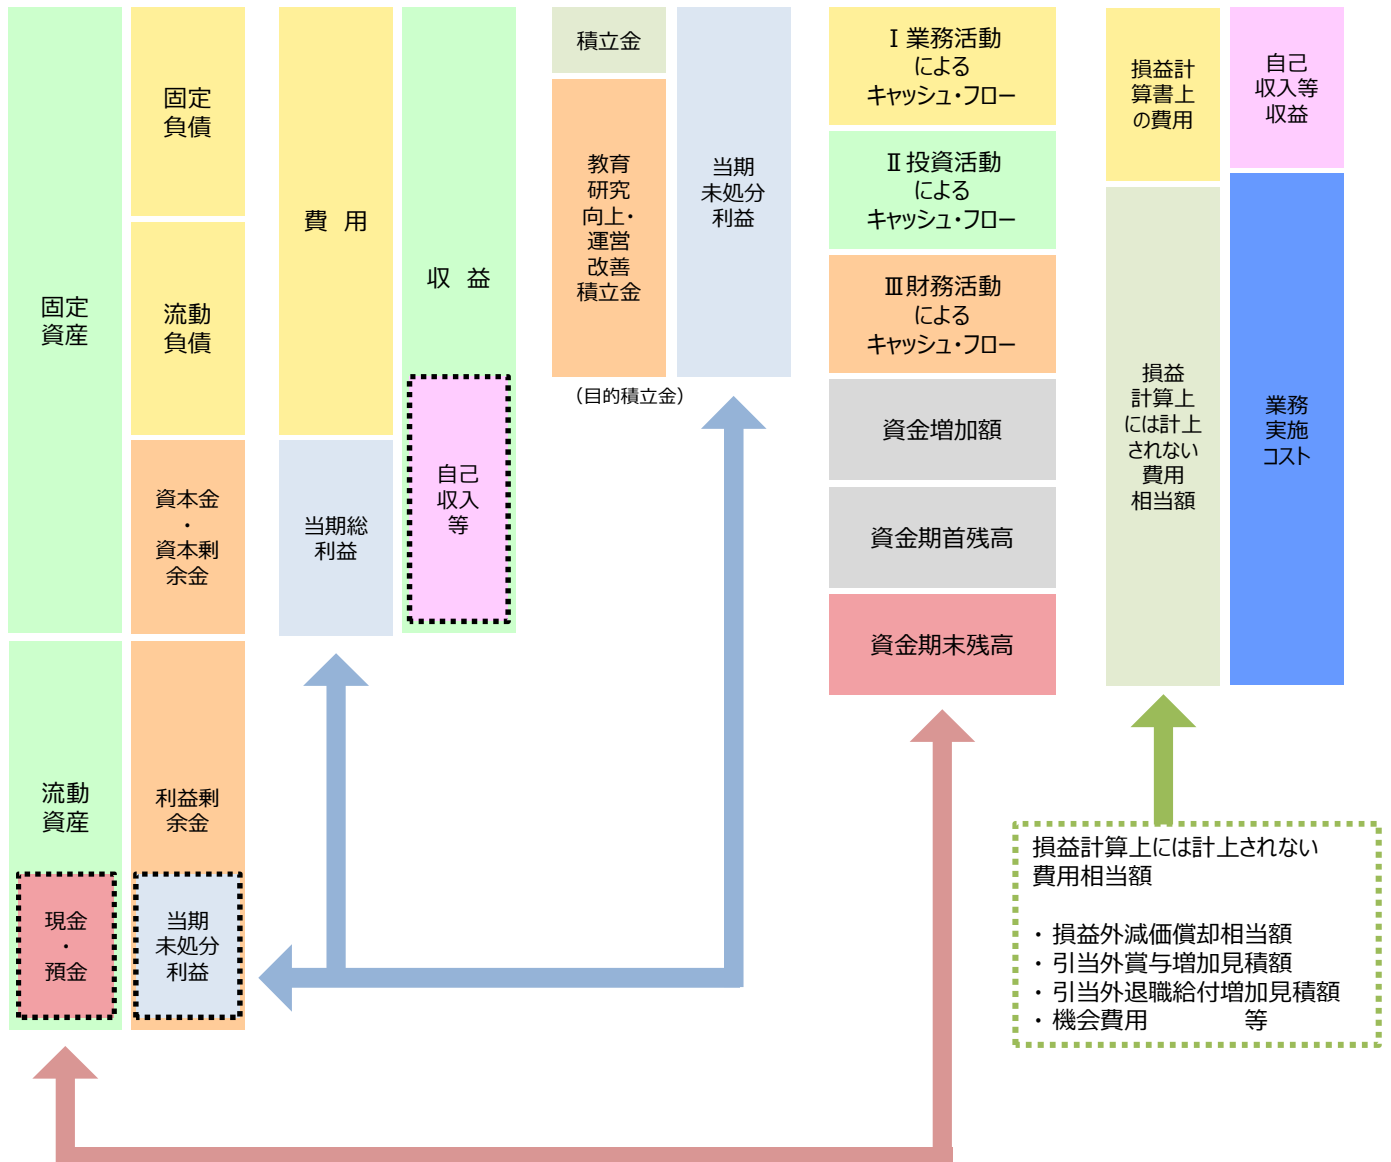 固定
資産
流動
資産
現金
・
預金
固定
負債
流動
負債
資本金
・
資本剰
余金
利益剰
余金
当期
未処分
利益
費 用
当期総
利益
収 益
自己
収入
等
積立金
教育
研究
向上・
運営
改善
積立金
（目的積立金）
当期
未処分
利益
Ⅰ業務活動
による
キャッシュ・フロー
Ⅱ投資活動
による
キャッシュ・フロー
Ⅲ財務活動
による
キャッシュ・フロー
資金増加額
資金期首残高
資金期末残高
損益計
算書上
の費用
損益
計算上
には計上
されない
費用
相当額
自己
収入等
収益
業務
実施
コスト
損益計算上には計上されない
費用相当額
・ 損益外減価償却相当額
・ 引当外賞与増加見積額
・ 引当外退職給付増加見積額
・ 機会費用　　　　等